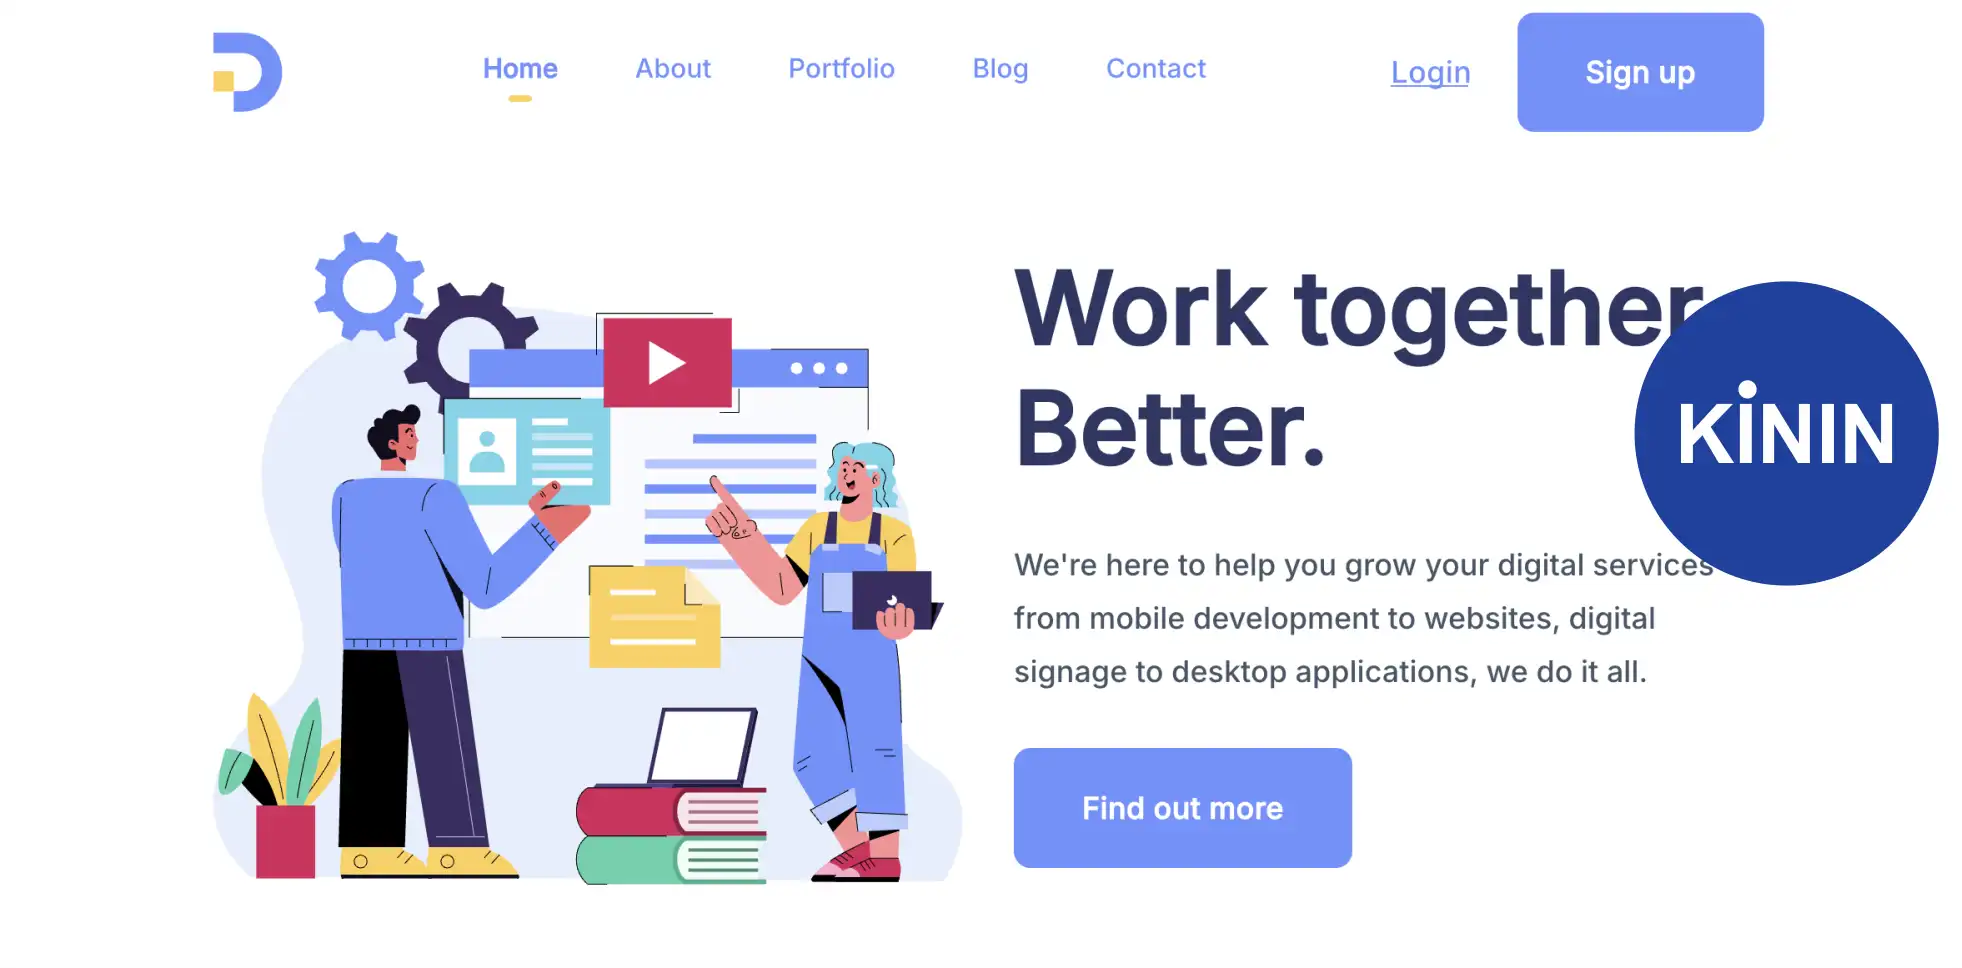 Home About Portfolio Blog Contact Login Sign up
Work together
Better.
KİNIN
We're here to help you grow your digital services
from mobile development to websites, digital
signage to desktop applications, we do it all.
Find out more